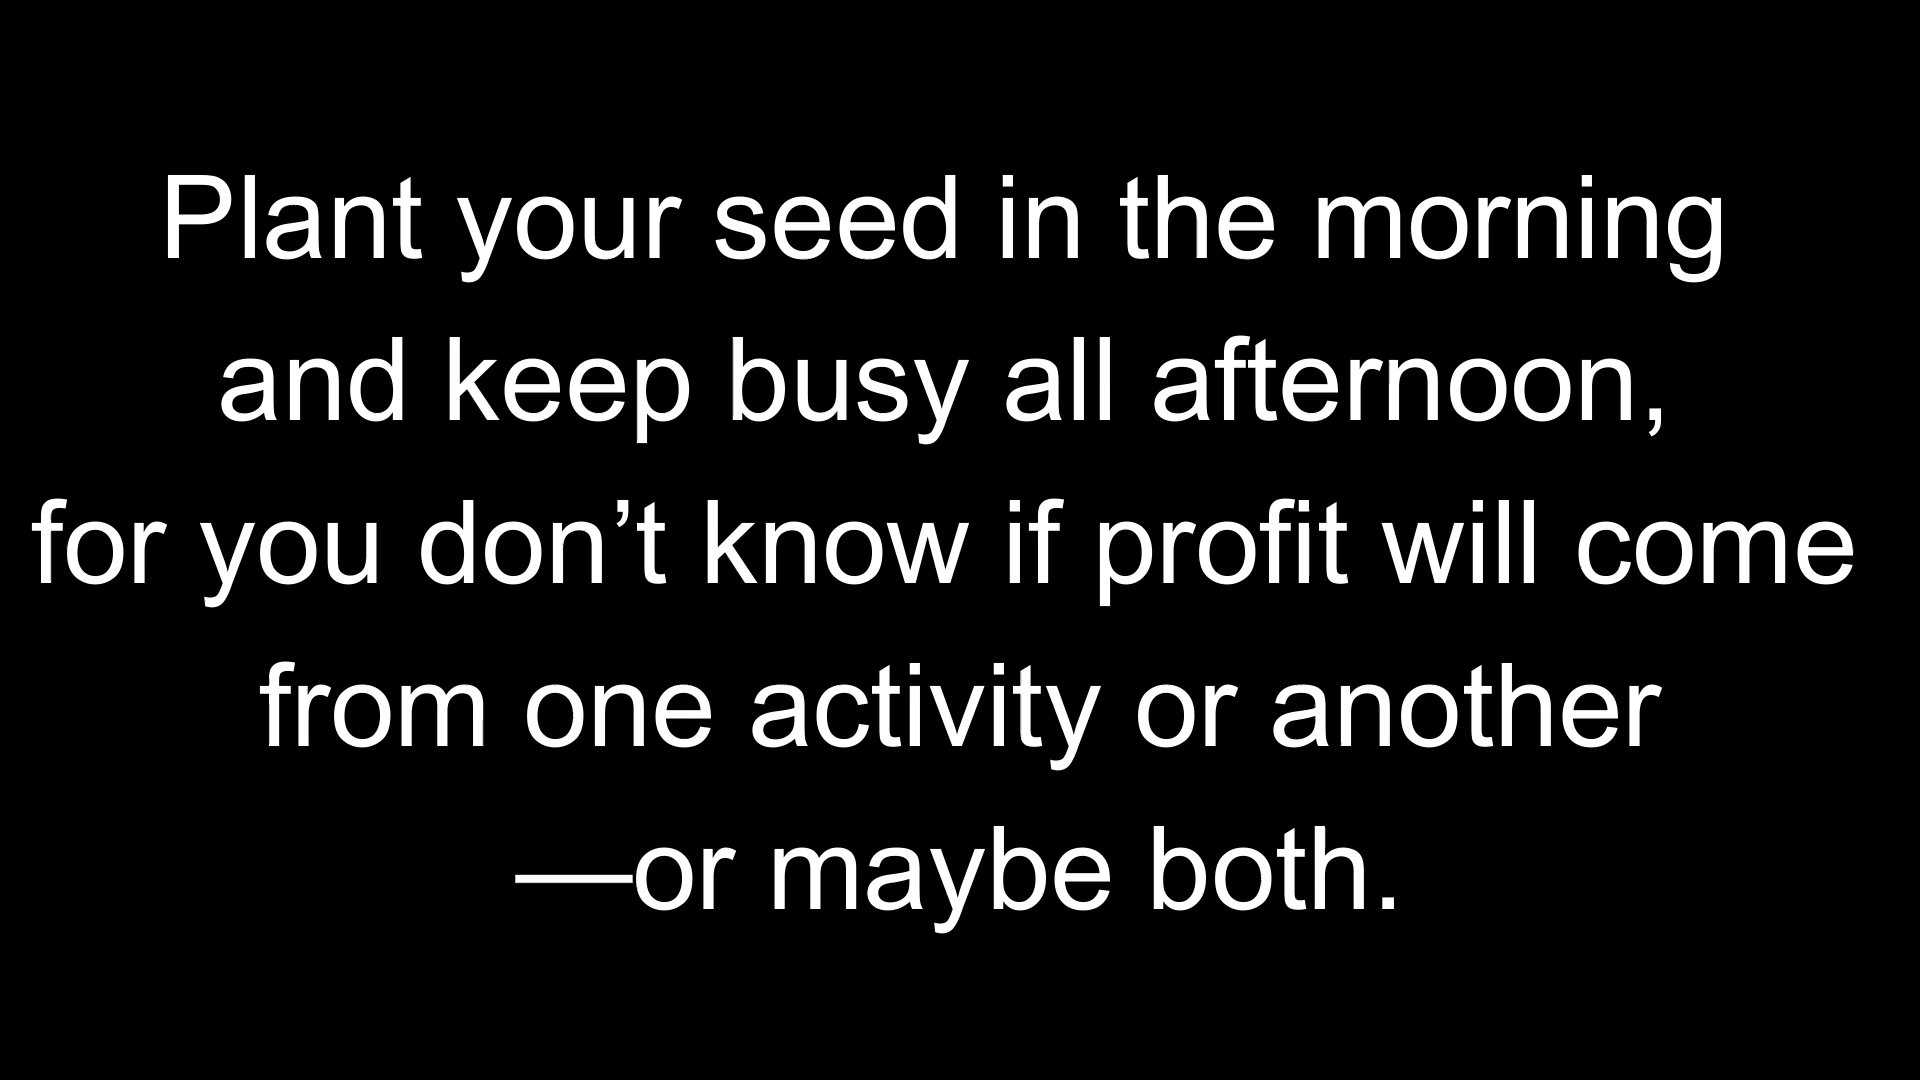 Plant your seed in the morning
and keep busy all afternoon,
for you don’t know if profit will come
from one activity or another
—or maybe both.